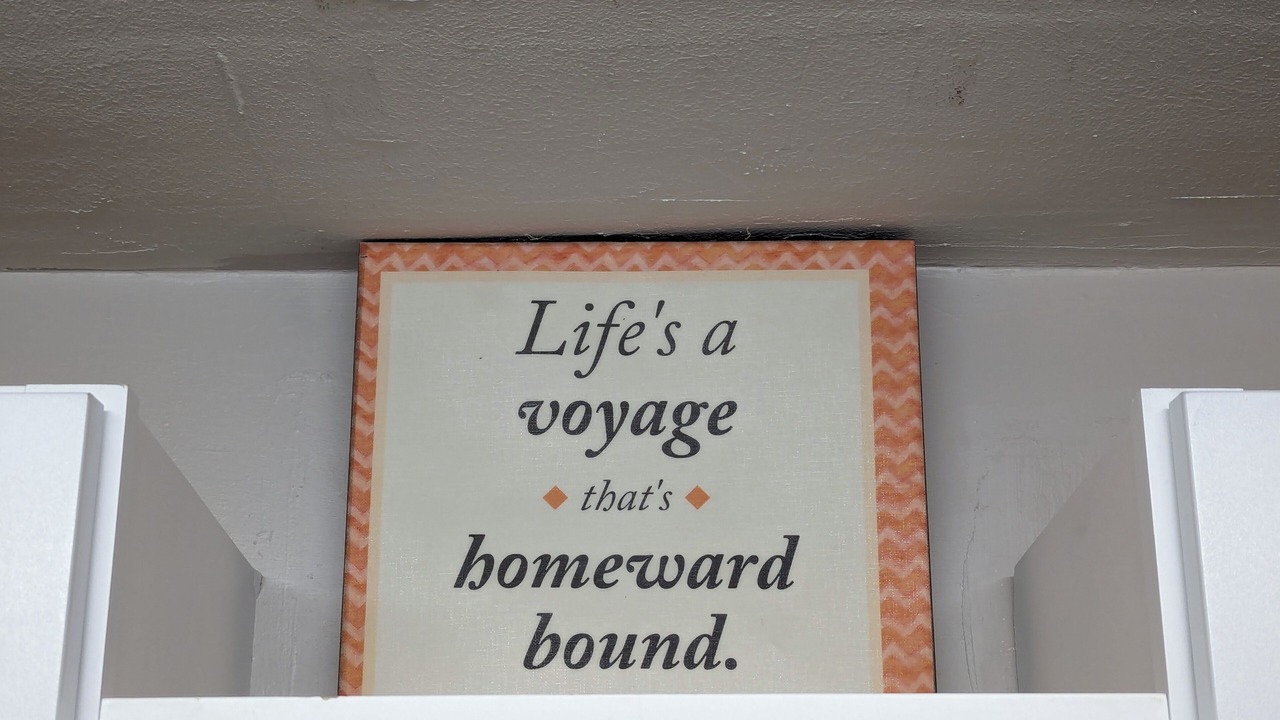 Life's a
voyage
that's
homeward
bound.